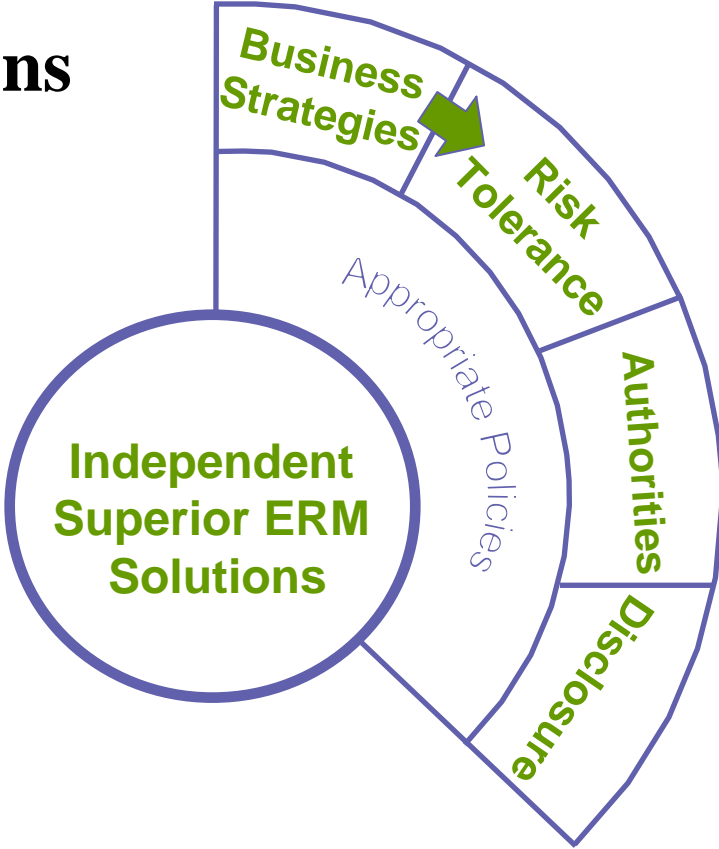 ns
Business
Strategies
Risk
Tolerance
Appropriate Policies
Authorities
Independent
Superior ERM
Solutions
Disclosure